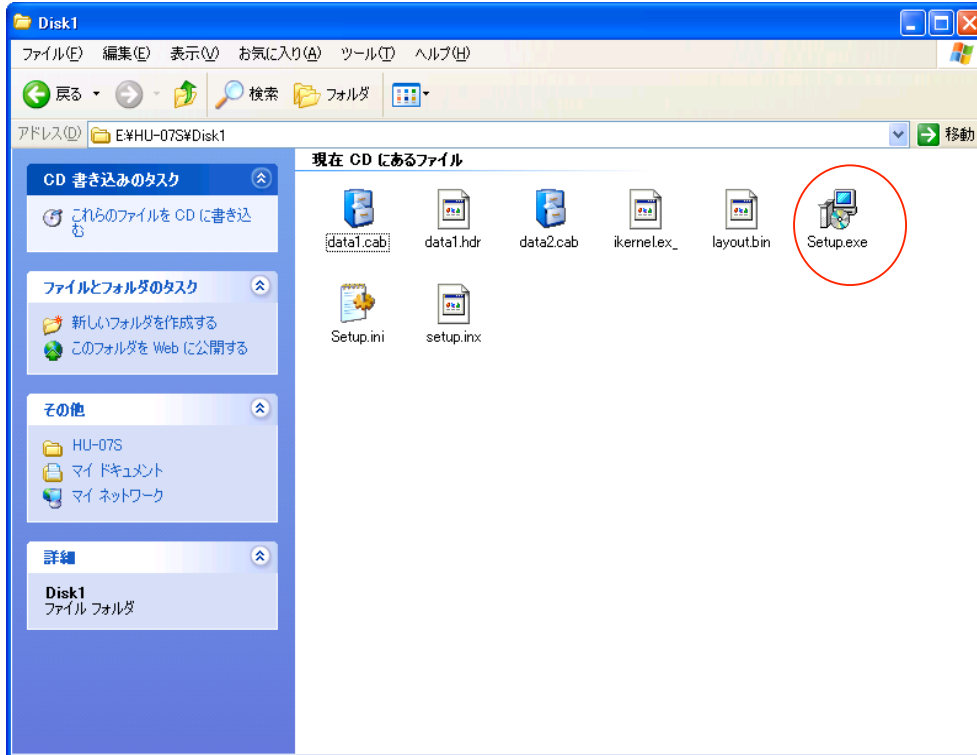 Disk1
ファイル(F) 編集(E) 表示(V) お気に入り(A) ツール(T) ヘルプ(H)
戻る 検索 フォルダ
アドレス(D) E:¥HU-07S¥Disk1 移動
CD 書き込みのタスク
これらのファイルを CD に書き込
む
ファイルとフォルダのタスク
新しいフォルダを作成する
このフォルダを Web に公開する
その他
HU-07S
マイ ドキュメント
マイ ネットワーク
詳細
Disk1
ファイル フォルダ
現在 CD にあるファイル
data1.cab data1.hdr data2.cab ikernel.ex_ layout.bin Setup.exe
Setup.ini setup.inx